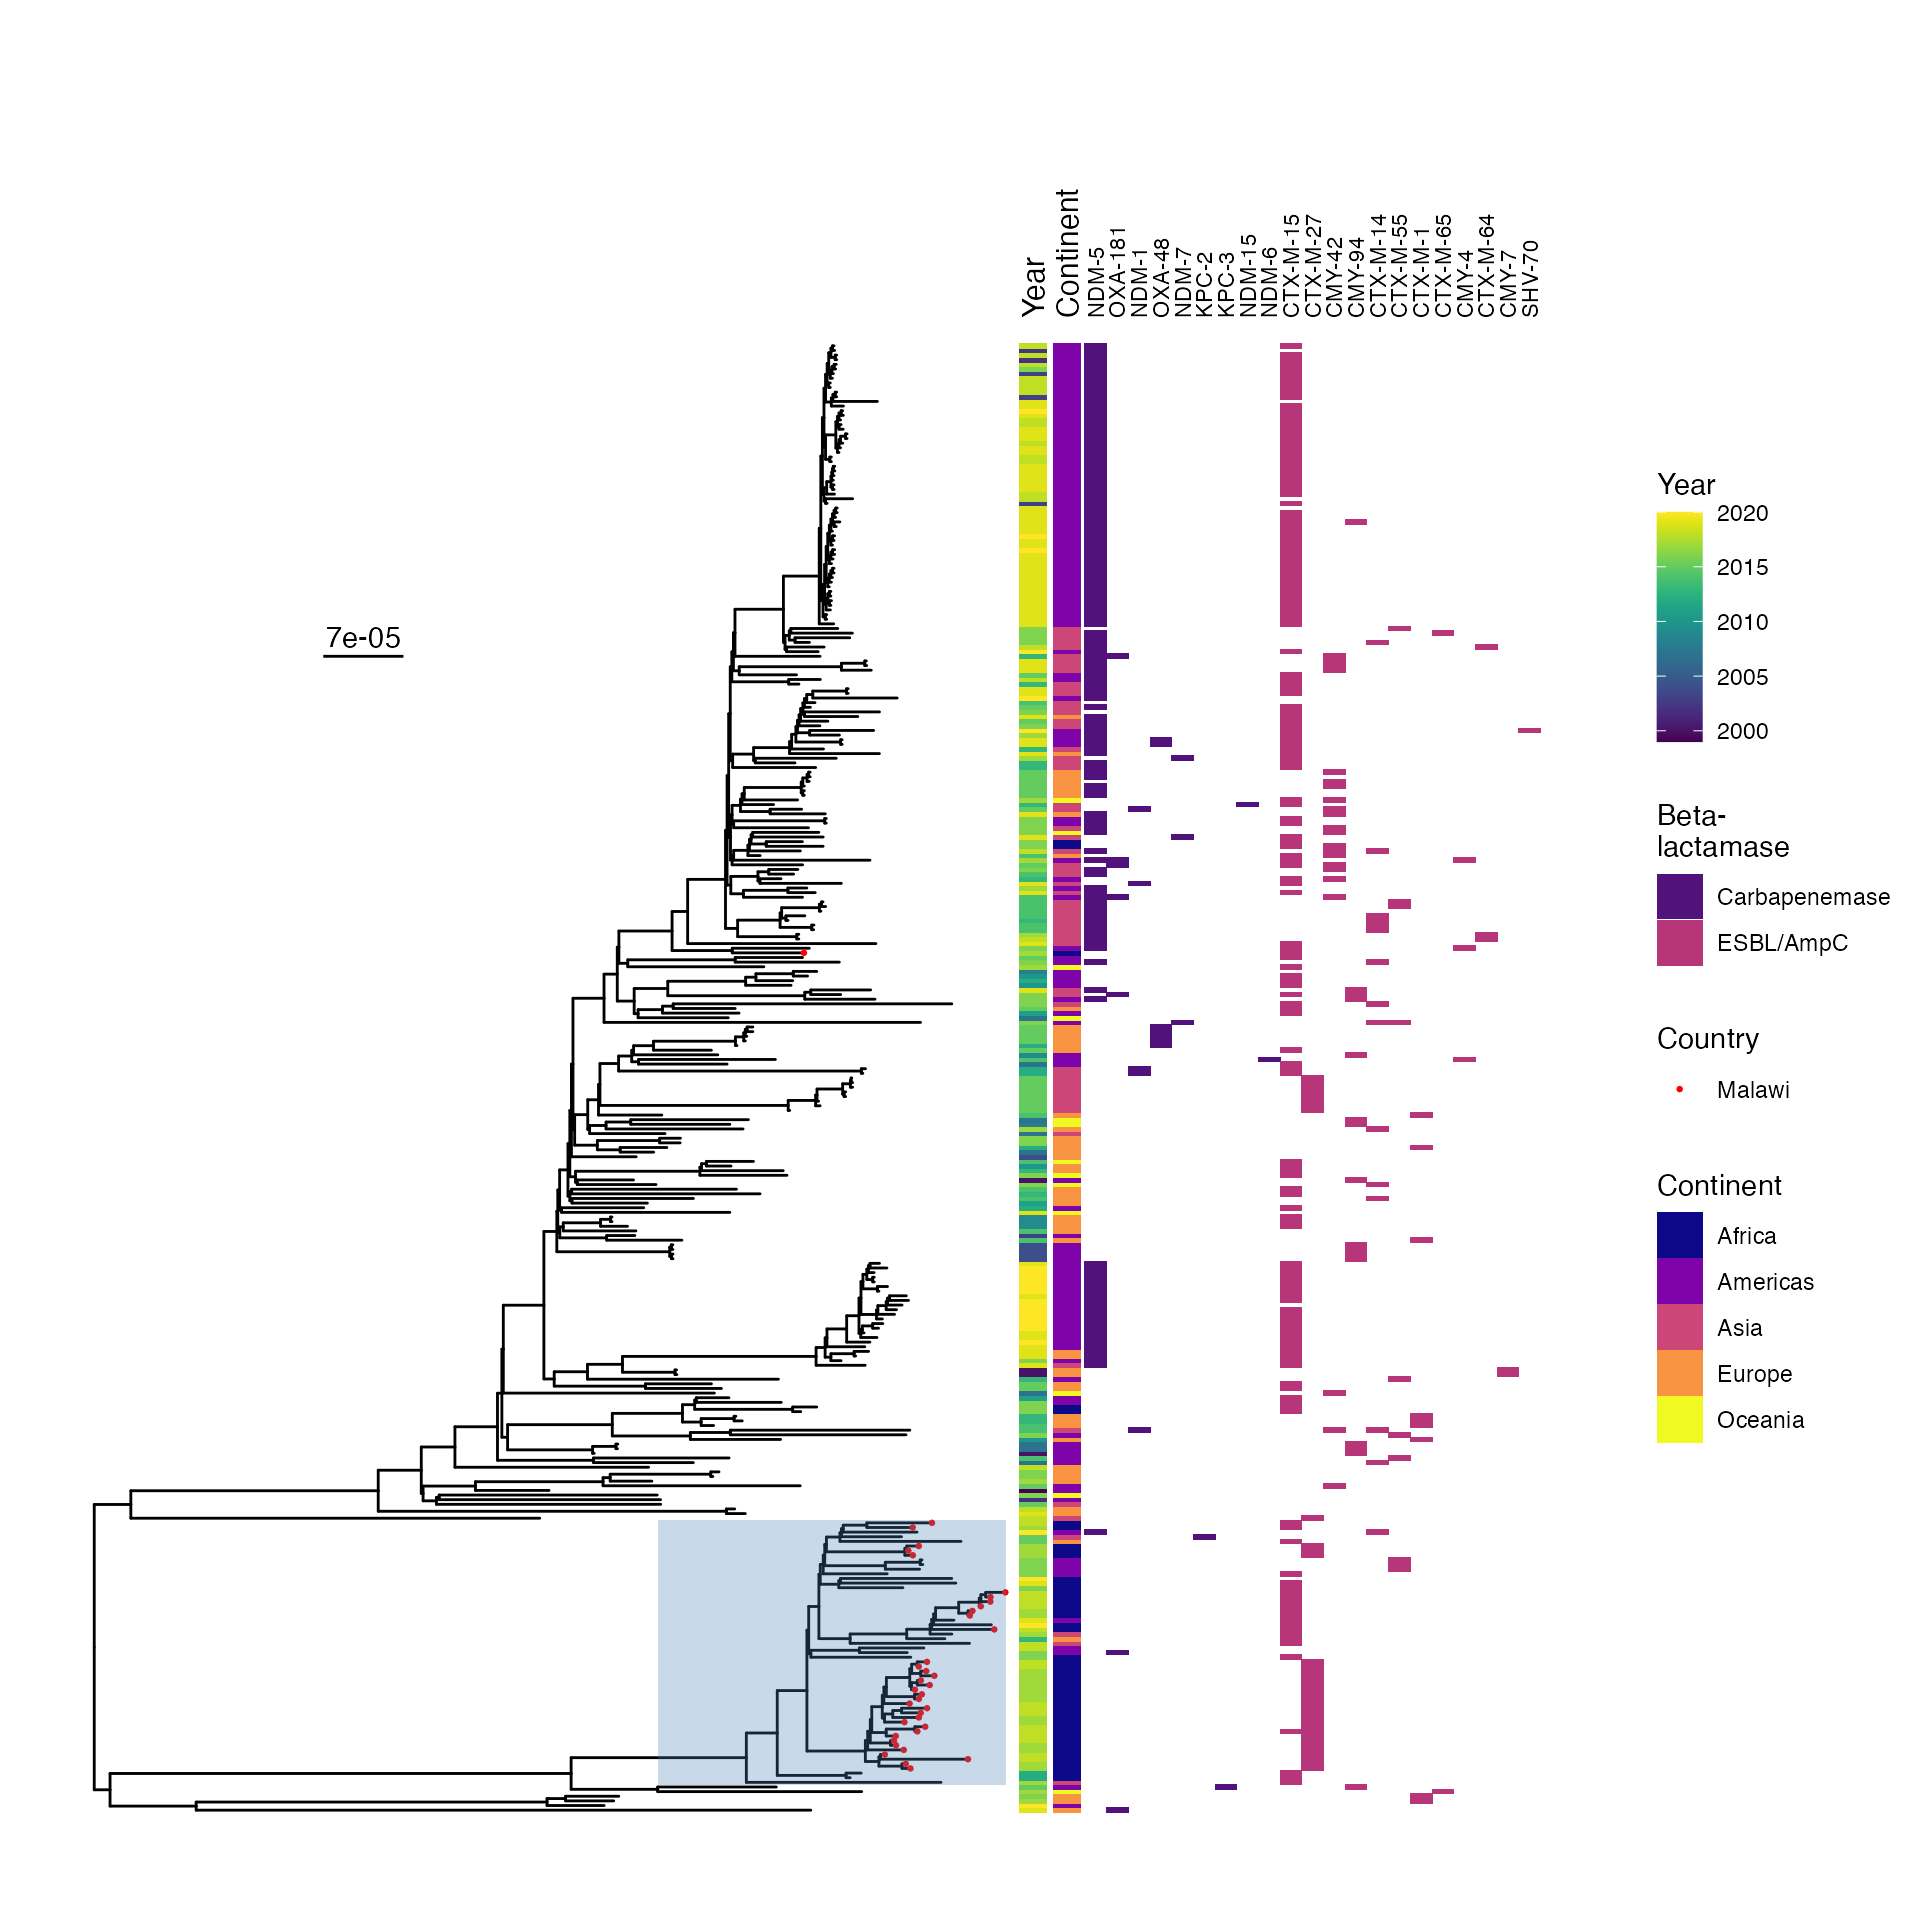 Year
Continent
NDM-5
OXA-181
NDM-1
OXA-48
NDM-7
KPC-2
KPC-3
NDM-15
NDM-6
CTX-M-15
CTX-M-27
CMY-42
CMY-94
CTX-M-14
CTX-M-55
CTX-M-1
CTX-M-65
CMY-4
CTX-M-64
CMY-7
SHV-70
7e-05
Year
2020
2015
2010
2005
2000
Beta-
lactamase
Carbapenemase
ESBL/AmpC
Country
Malawi
Continent
Africa
Americas
Asia
Europe
Oceania